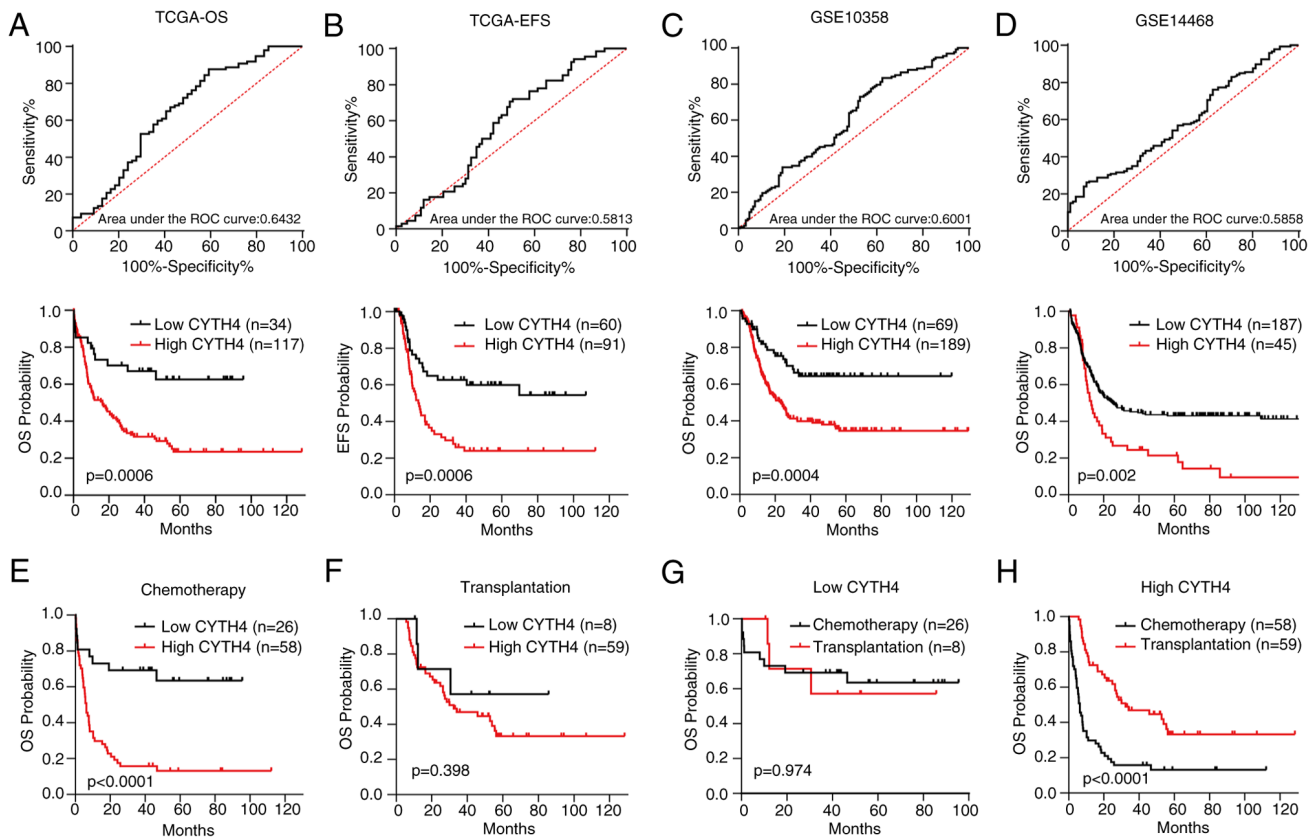 A
TCGA-OS
100
80
60
40
20
0
Sensitivity%
Area under the ROC curve:0.6432
0 20 40 60 80 100
100%-Specificity%
1.0
0.8
0.6
0.4
0.2
0.0
OS Probability
Low CYTH4 (n=34)
High CYTH4 (n=117)
p=0.0006
0 20 40 60 80 100 120
Months
B
TCGA-EFS
100
80
60
40
20
0
Sensitivity%
Area under the ROC curve:0.5813
0 20 40 60 80 100
100%-Specificity%
1.0
0.8
0.6
0.4
0.2
0.0
EFS Probability
Low CYTH4 (n=60)
High CYTH4 (n=91)
p=0.0006
0 20 40 60 80 100 120
Months
C
GSE10358
100
80
60
40
20
0
Sensitivity%
Area under the ROC curve:0.6001
0 20 40 60 80 100
100%-Specificity%
1.0
0.8
0.6
0.4
0.2
0.0
OS Probability
Low CYTH4 (n=69)
High CYTH4 (n=189)
p=0.0004
0 20 40 60 80 100 120
Months
D
GSE14468
100
80
60
40
20
0
Sensitivity%
Area under the ROC curve:0.5858
0 20 40 60 80 100
100%-Specificity%
1.0
0.8
0.6
0.4
0.2
0.0
OS Probability
Low CYTH4 (n=187)
High CYTH4 (n=45)
p=0.002
0 20 40 60 80 100 120
Months
E
Chemotherapy
1.0
0.8
0.6
0.4
0.2
0.0
OS Probability
Low CYTH4 (n=26)
High CYTH4 (n=58)
p<0.0001
0 20 40 60 80 100 120
Months
F
Transplantation
1.0
0.8
0.6
0.4
0.2
0.0
OS Probability
Low CYTH4 (n=8)
High CYTH4 (n=59)
p=0.398
0 20 40 60 80 100 120
Months
G
Low CYTH4
1.0
0.8
0.6
0.4
0.2
0.0
OS Probability
Chemotherapy (n=26)
Transplantation (n=8)
p=0.974
0 20 40 60 80 100
Months
H
High CYTH4
1.0
0.8
0.6
0.4
0.2
0.0
OS Probability
Chemotherapy (n=58)
Transplantation (n=59)
p<0.0001
0 20 40 60 80 100 120
Months